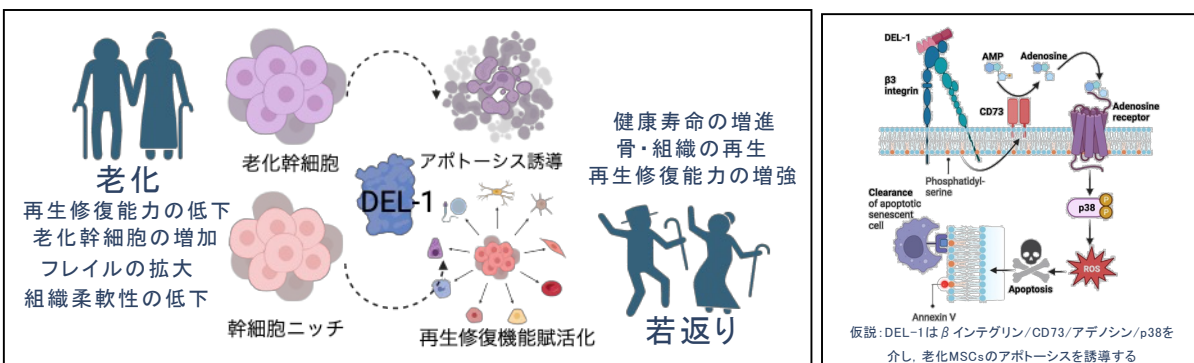 老化幹細胞
アポトーシス誘導
老化
再生修復能力の低下
老化幹細胞の増加
フレイルの拡大
組織柔軟性の低下
DEL-1
幹細胞ニッチ
再生修復機能賦活化
健康寿命の増進
骨・組織の再生
再生修復能力の増強
若返り
DEL-1
β3
integrin
AMP
Adenosine
CD73
Adenosine
receptor
Phosphatidyl-
serine
Clearance
of apoptotic
senescent
cell
p38
P
P
ROS
Apoptosis
Annexin V
仮説:DEL-1はβインテグリン/CD73/アデノシン/p38を
介し, 老化MSCsのアポトーシスを誘導する